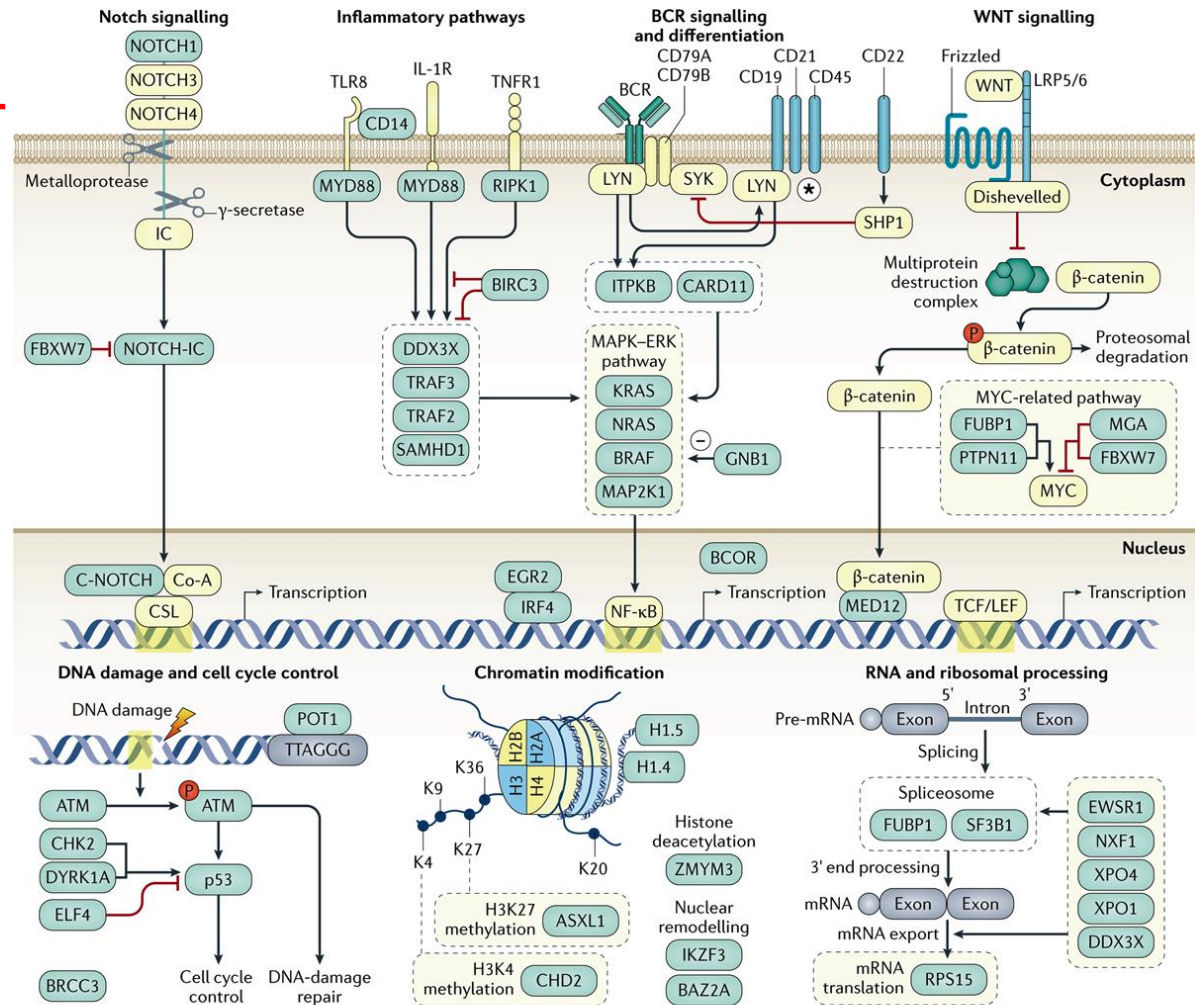 Notch signalling
NOTCH1
NOTCH3
NOTCH4
Metalloprotease
γ-secretase
IC
FBXW7
NOTCH-IC
C-NOTCH
Co-A
CSL
Transcription
Inflammatory pathways
TLR8
IL-1R
TNFR1
CD14
MYD88
MYD88
RIPK1
BIRC3
DDX3X
TRAF3
TRAF2
SAMHD1
BCR signalling
and differentiation
CD79A
CD79B
BCR
CD19
CD21
CD45
CD22
LYN
SYK
LYN
*
SHP1
ITPKB
CARD11
MAPK–ERK
pathway
KRAS
NRAS
BRAF
MAP2K1
−
GNB1
EGR2
IRF4
NF-κB
BCOR
Transcription
WNT signalling
Frizzled
WNT
LRP5/6
Cytoplasm
Dishevelled
Multiprotein
destruction
complex
β-catenin
P
β-catenin
Proteosomal
degradation
β-catenin
MYC-related pathway
FUBP1
MGA
PTPN11
FBXW7
MYC
Nucleus
β-catenin
MED12
TCF/LEF
Transcription
DNA damage and cell cycle control
DNA damage
POT1
TTAGGG
ATM
P
ATM
CHK2
DYRK1A
p53
ELF4
BRCC3
Cell cycle
control
DNA-damage
repair
Chromatin modification
H2B
H2A
H3
H4
H1.5
H1.4
K36
K9
K4
K27
K20
H3K27
methylation
ASXL1
H3K4
methylation
CHD2
Histone
deacetylation
ZMYM3
Nuclear
remodelling
IKZF3
BAZ2A
RNA and ribosomal processing
5'
3'
Intron
Pre-mRNA
Exon
Exon
Splicing
Spliceosome
FUBP1
SF3B1
3' end processing
mRNA
Exon
Exon
mRNA export
mRNA
translation
RPS15
EWSR1
NXF1
XPO4
XPO1
DDX3X